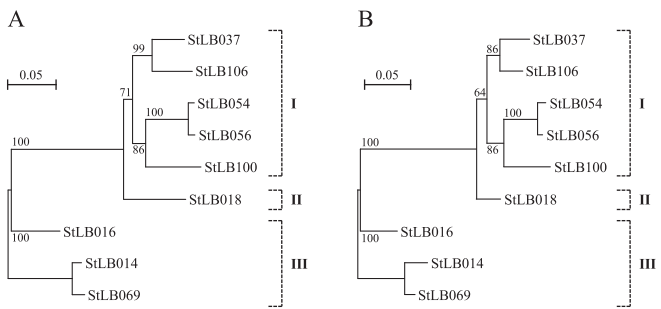 A
StLB037
99
StLB106
0.05
71
StLB054
100
StLB056
I
100
86
StLB100
StLB018
II
StLB016
100
StLB014
III
StLB069
B
StLB037
86
StLB106
0.05
64
StLB054
100
StLB056
I
100
86
StLB100
StLB018
II
StLB016
100
StLB014
III
StLB069